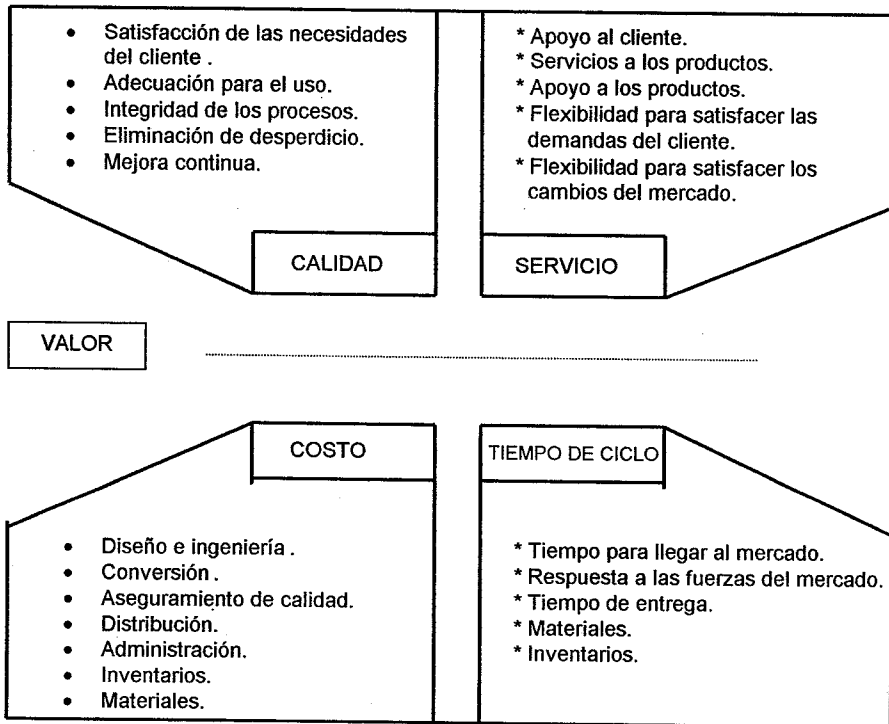 • Satisfacción de las necesidades
del cliente .
• Adecuación para el uso.
• Integridad de los procesos.
• Eliminación de desperdicio.
• Mejora continua.
* Apoyo al cliente.
* Servicios a los productos.
* Apoyo a los productos.
* Flexibilidad para satisfacer las
demandas del cliente.
* Flexibilidad para satisfacer los
cambios del mercado.
CALIDAD
SERVICIO
VALOR
COSTO
TIEMPO DE CICLO
• Diseño e ingeniería .
• Conversión .
• Aseguramiento de calidad.
• Distribución.
• Administración.
• Inventarios.
• Materiales.
* Tiempo para llegar al mercado.
* Respuesta a las fuerzas del mercado.
* Tiempo de entrega.
* Materiales.
* Inventarios.